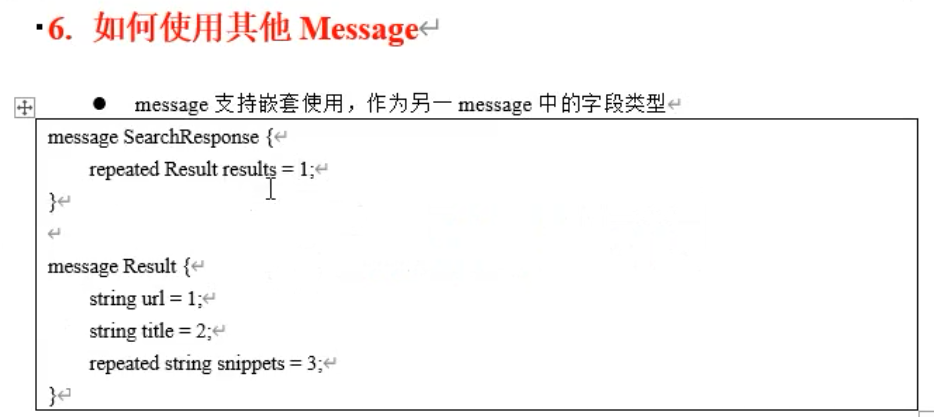 6. 如何使用其他 Message
● message 支持嵌套使用，作为另一 message 中的字段类型
message SearchResponse {
repeated Result results = 1;
}
message Result {
string url = 1;
string title = 2;
repeated string snippets = 3;
}